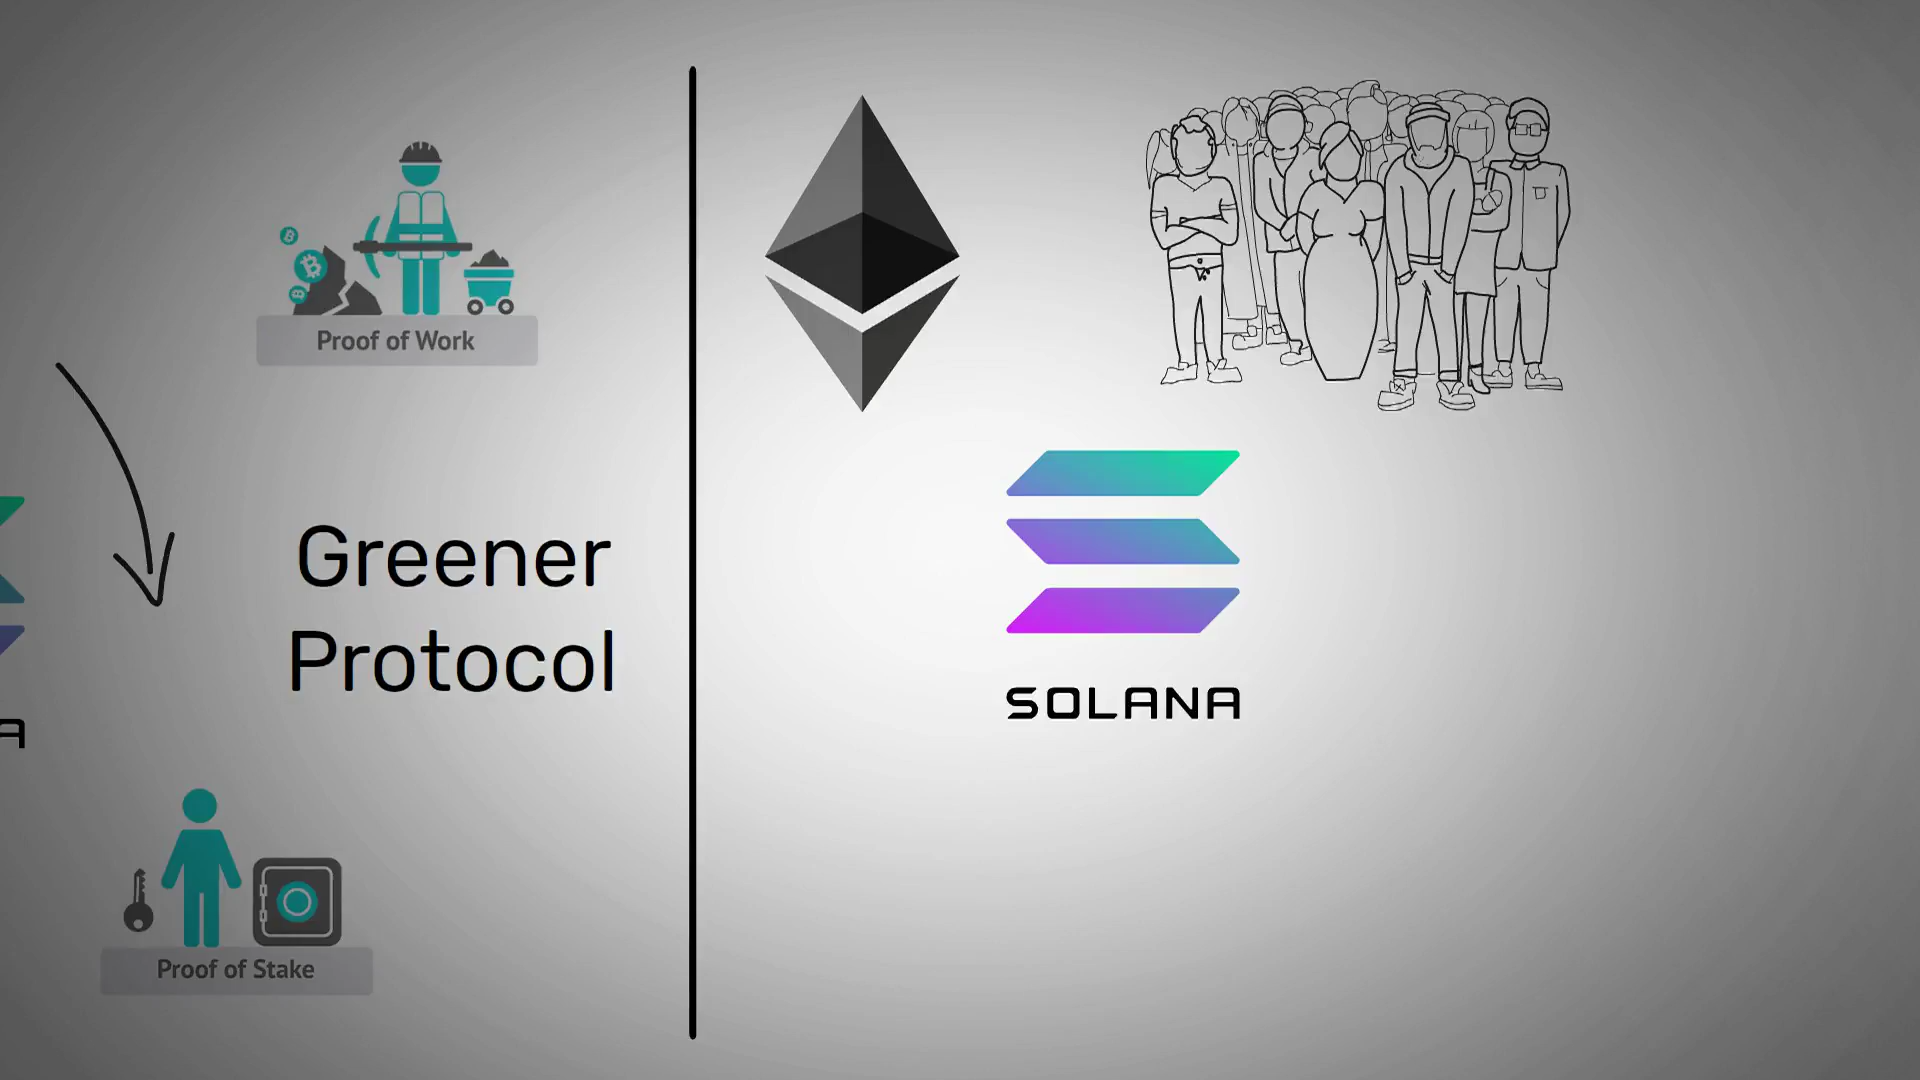 Proof of Work
Greener
Protocol
A
Proof of Stake
SOLANA